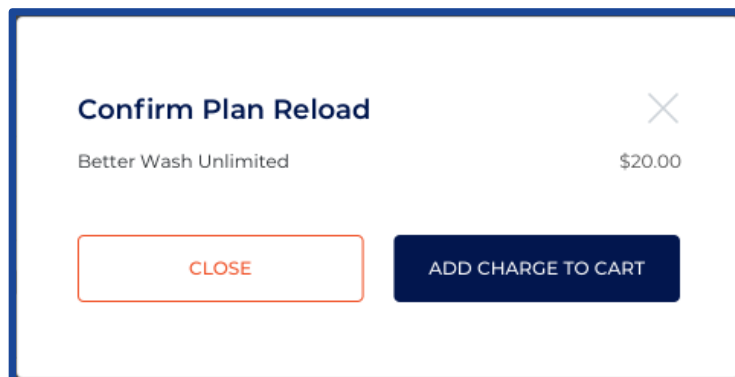 Confirm Plan Reload
Better Wash Unlimited $20.00
CLOSE ADD CHARGE TO CART